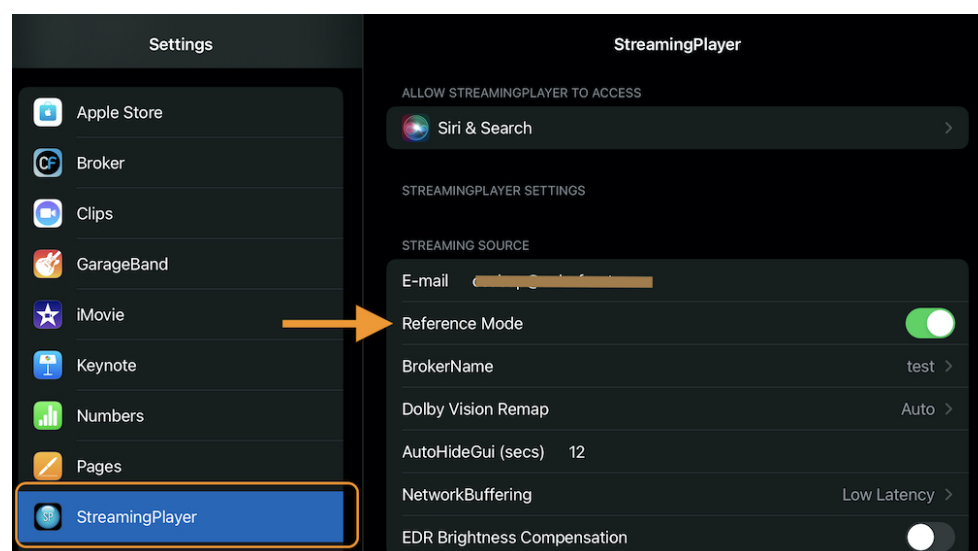 Settings
Apple Store
Broker
Clips
GarageBand
iMovie
Keynote
Numbers
Pages
SP
StreamingPlayer
StreamingPlayer
ALLOW STREAMINGPLAYER TO ACCESS
Siri & Search
STREAMINGPLAYER SETTINGS
STREAMING SOURCE
E-mail
Reference Mode
BrokerName test
Dolby Vision Remap Auto
AutoHideGui (secs) 12
NetworkBuffering Low Latency
EDR Brightness Compensation